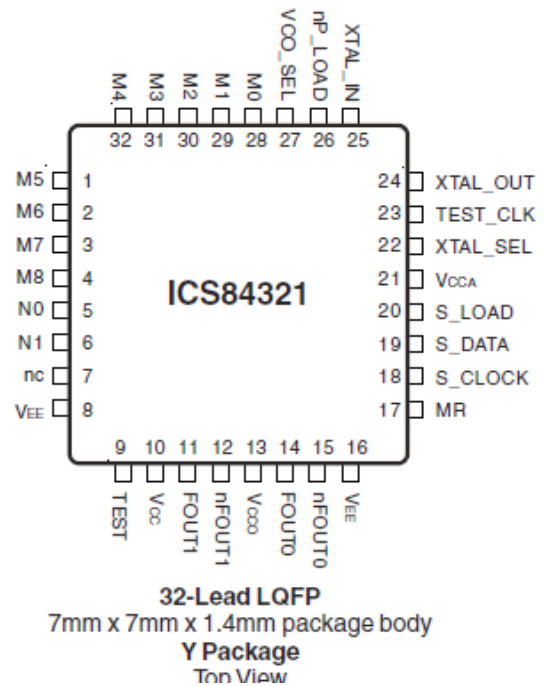 M4 M3 M2 M1 M0 VCO_SEL nP_LOAD XTAL_IN
32 31 30 29 28 27 26 25
M5 1 24 XTAL_OUT
M6 2 23 TEST_CLK
M7 3 22 XTAL_SEL
M8 4 21 VCCA
N0 5 20 S_LOAD
N1 6 19 S_DATA
nc 7 18 S_CLOCK
VEE 8 17 MR
ICS84321
9 10 11 12 13 14 15 16
TEST VCC FOUT1 nFOUT1 VCCO FOUT0 nFOUT0 VEE
32-Lead LQFP
7mm x 7mm x 1.4mm package body
Y Package
Top View